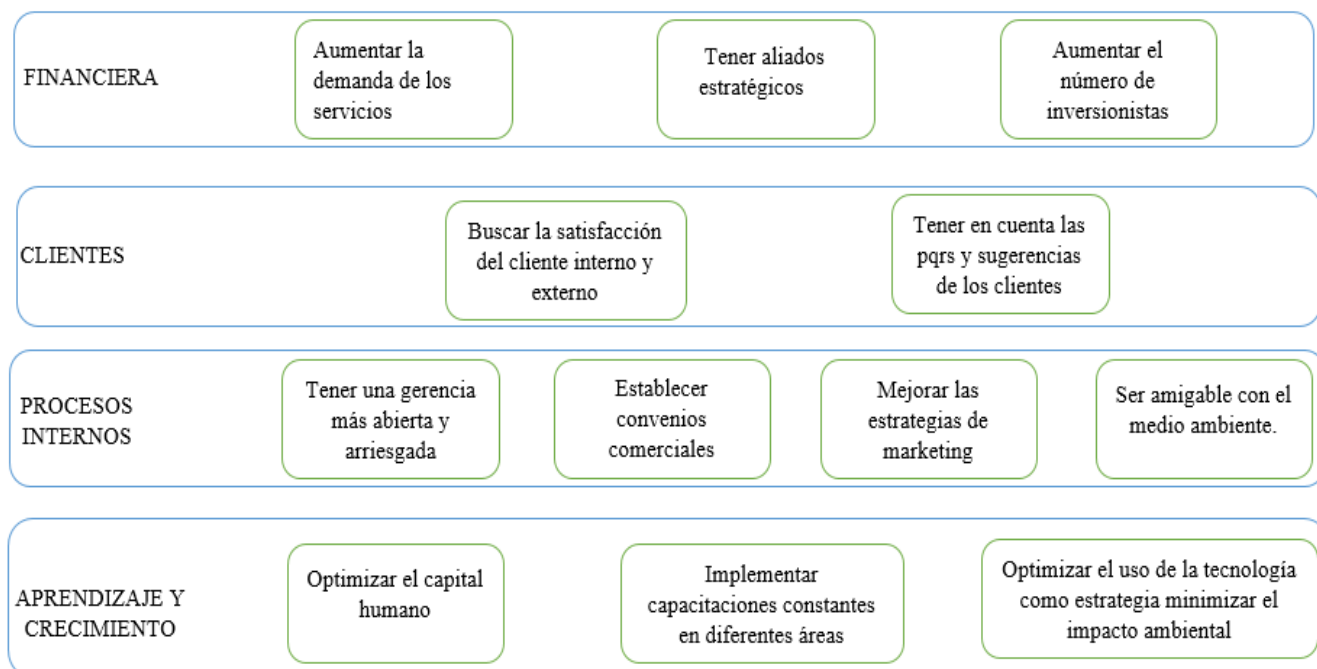 FINANCIERA
Aumentar la
demanda de los
servicios
Tener aliados
estratégicos
Aumentar el
número de
inversionistas
CLIENTES
Buscar la satisfacción
del cliente interno y
externo
Tener en cuenta las
pqrs y sugerencias
de los clientes
PROCESOS
INTERNOS
Tener una gerencia
más abierta y
arriesgada
Establecer
convenios
comerciales
Mejorar las
estrategias de
marketing
Ser amigable con el
medio ambiente.
APRENDIZAJE Y
CRECIMIENTO
Optimizar el capital
humano
Implementar
capacitaciones constantes
en diferentes áreas
Optimizar el uso de la tecnología
como estrategia minimizar el
impacto ambiental